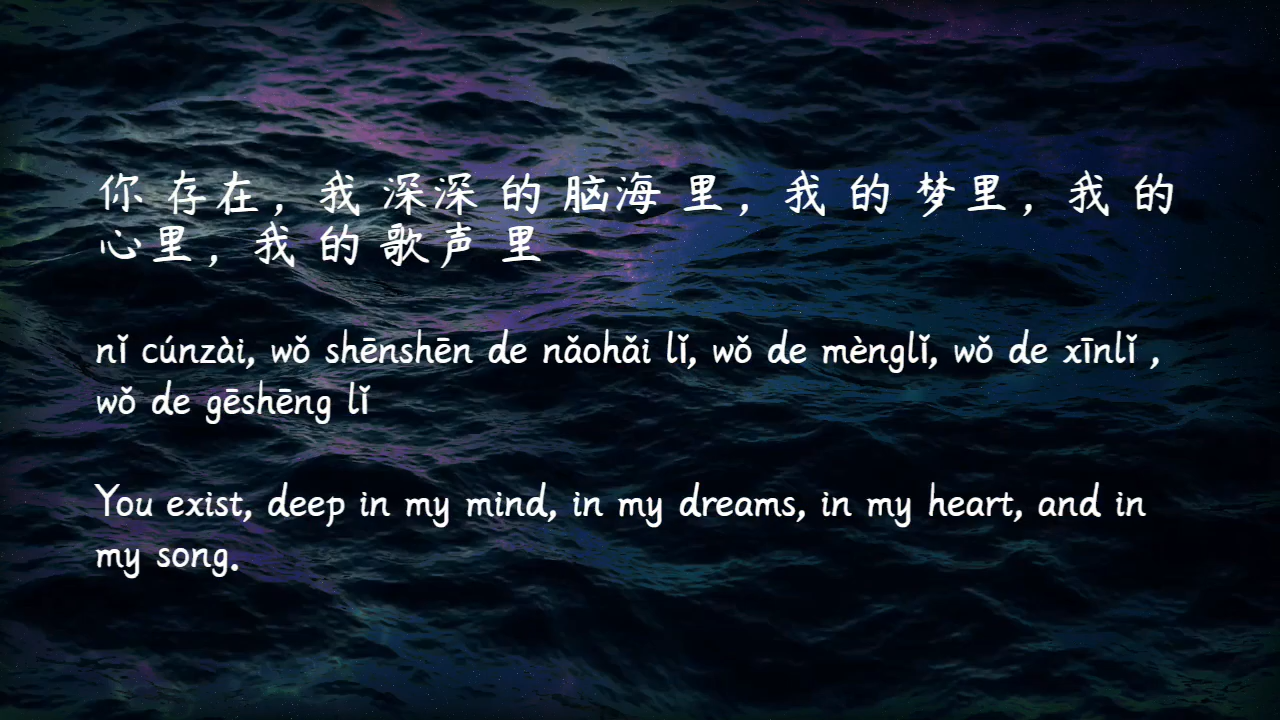 你 存在，我 深深 的 脑海 里，我 的 梦里，我 的
心里，我 的 歌声 里
nǐ cúnzài, wǒ shēnshēn de nǎohǎi lǐ, wǒ de mènglǐ, wǒ de xīnlǐ ,
wǒ de gēshēng lǐ
You exist, deep in my mind, in my dreams, in my heart, and in
my song.